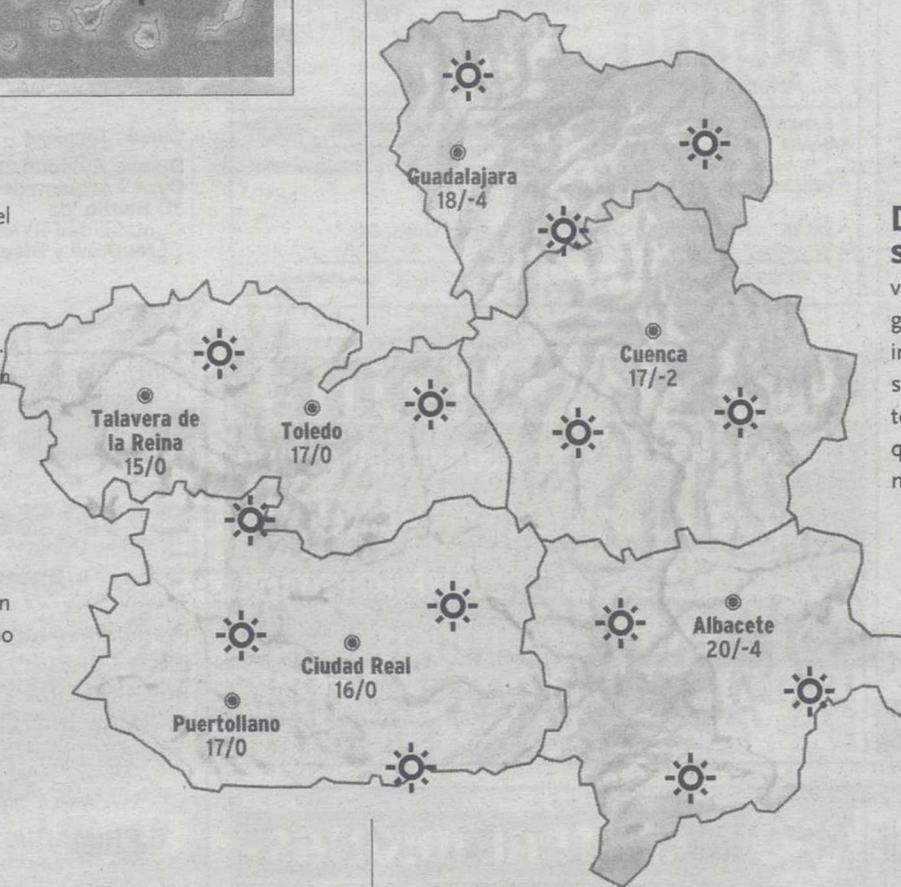 Guadalajara
18/-4
el
Cuenca
17/-2
Talavera de
la Reina
15/0
Toledo
17/0
Albacete
20/-4
Ciudad Real
16/0
Puertollano
17/0